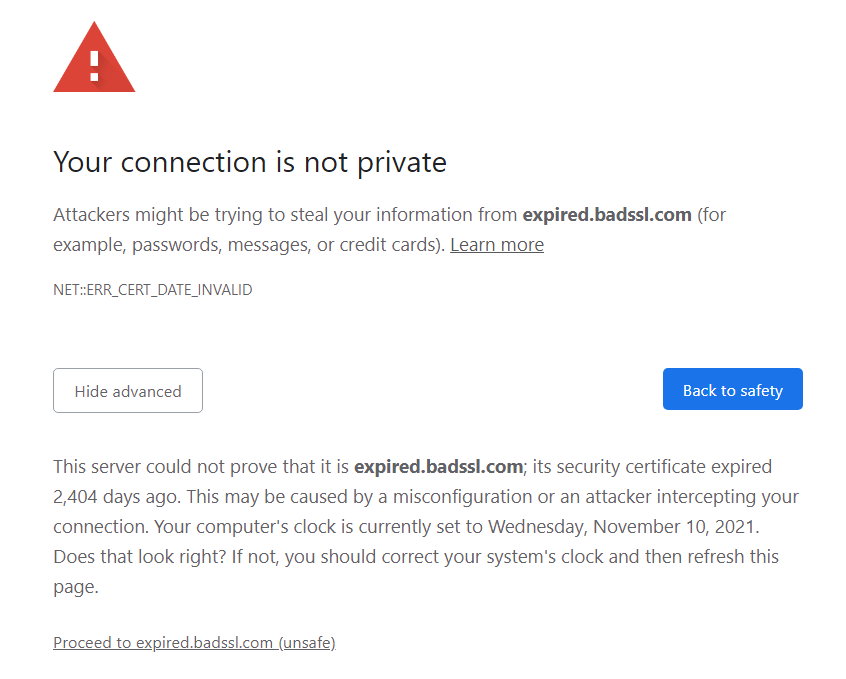 Your connection is not private
Attackers might be trying to steal your information from expired.badssl.com (for
example, passwords, messages, or credit cards). Learn more
NET::ERR_CERT_DATE_INVALID
Hide advanced
Back to safety
This server could not prove that it is expired.badssl.com; its security certificate expired
2,404 days ago. This may be caused by a misconfiguration or an attacker intercepting your
connection. Your computer's clock is currently set to Wednesday, November 10, 2021.
Does that look right? If not, you should correct your system's clock and then refresh this
page.
Proceed to expired.badssl.com (unsafe)